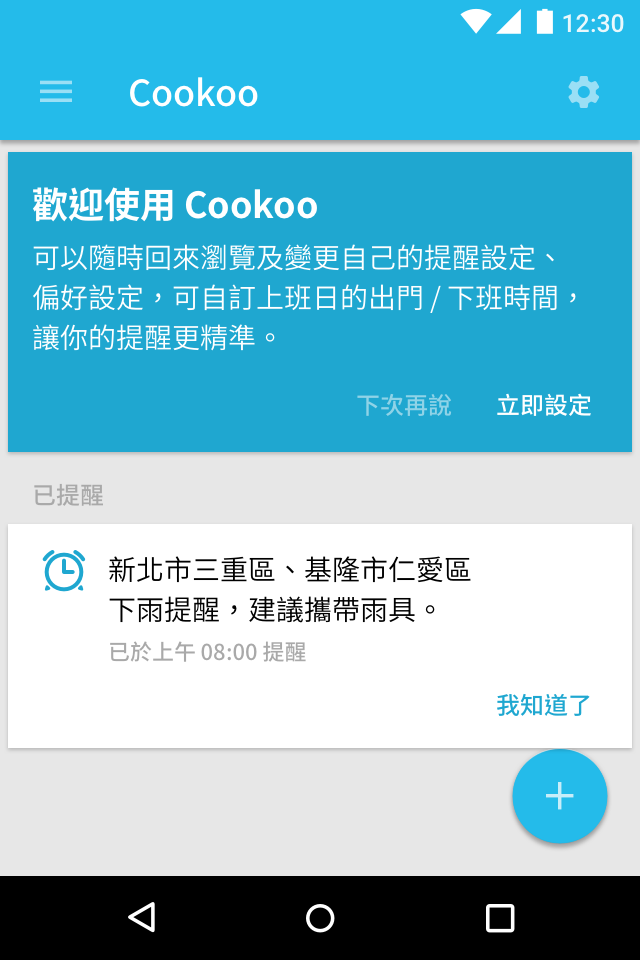 12:30
Cookoo
歡迎使用 Cookoo
可以隨時回來瀏覽及變更自己的提醒設定、
偏好設定，可自訂上班日的出門 / 下班時間，
讓你的提醒更精準。
下次再說
立即設定
已提醒
新北市三重區、基隆市仁愛區
下雨提醒，建議攜帶雨具。
已於上午 08:00 提醒
我知道了